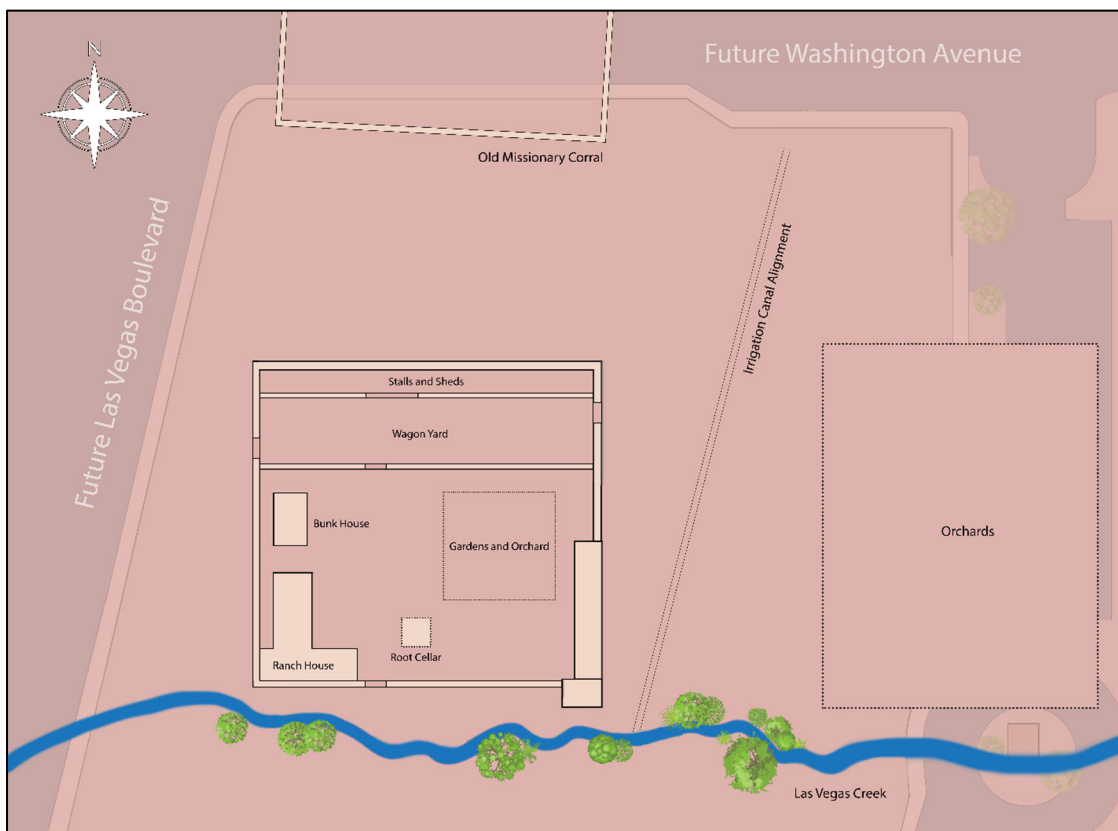 N
Future Washington Avenue
Old Missionary Corral
Future Las Vegas Boulevard
Irrigation Canal Alignment
Stalls and Sheds
Wagon Yard
Bunk House
Gardens and Orchard
Orchards
Root Cellar
Ranch House
Las Vegas Creek